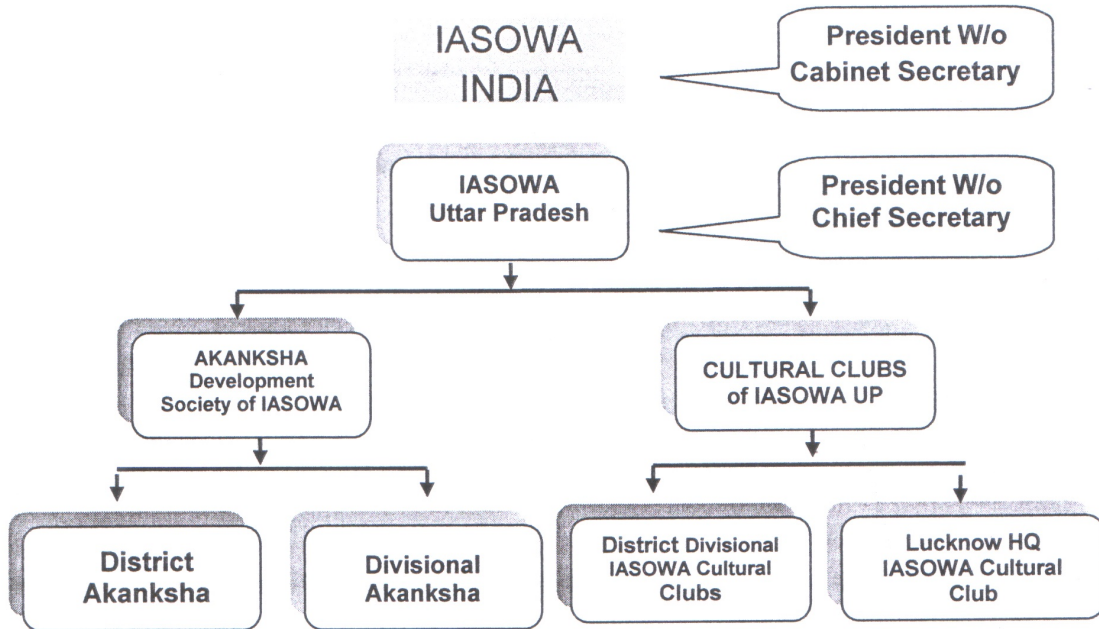 IASOWA
INDIA
President W/o
Cabinet Secretary
IASOWA
Uttar Pradesh
President W/o
Chief Secretary
AKANKSHA
Development
Society of IASOWA
CULTURAL CLUBS
of IASOWA UP
District
Akanksha
Divisional
Akanksha
District Divisional
IASOWA Cultural
Clubs
Lucknow HQ
IASOWA Cultural
Club